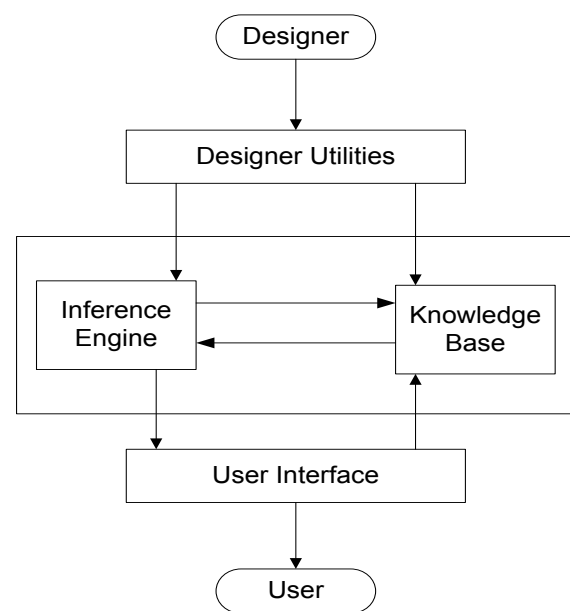 Designer
Designer Utilities
Inference
Engine
Knowledge
Base
User Interface
User